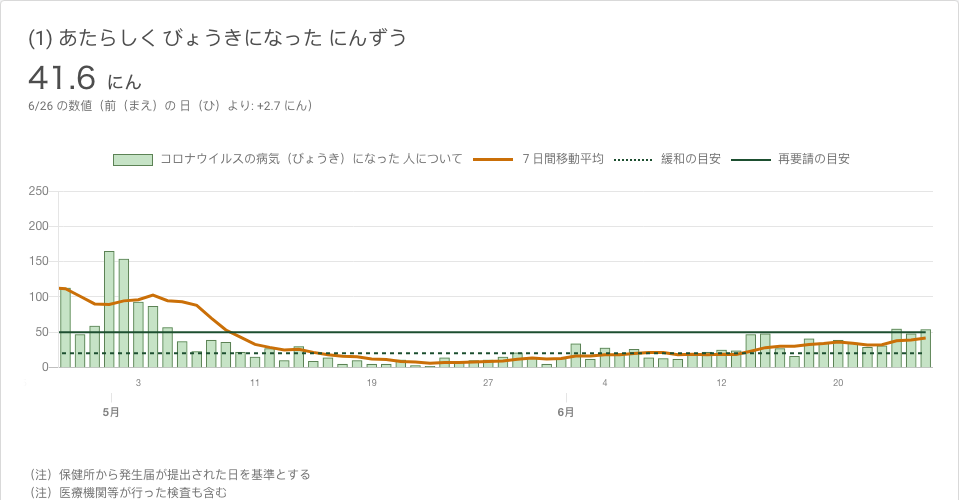 (1) あたらしく びょうきになった にんずう
41.6 にん
6/26 の数値（前（まえ）の 日（ひ）より: +2.7 にん）
コロナウイルスの病気（びょうき）になった 人について 7 日間移動平均 緩和の目安 再要請の目安
250
200
150
100
50
0
3 11 19 27 4 12 20
5月 6月
（注）保健所から発生届が提出された日を基準とする
（注）医療機関等が行った検査も含む